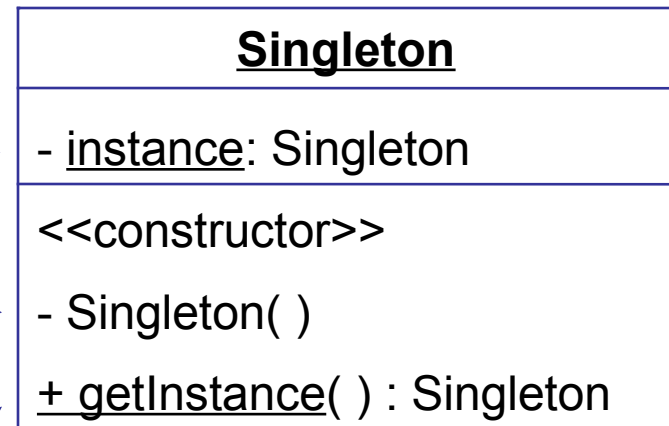 Singleton
- instance: Singleton
<<constructor>>
- Singleton( )
+ getInstance( ) : Singleton